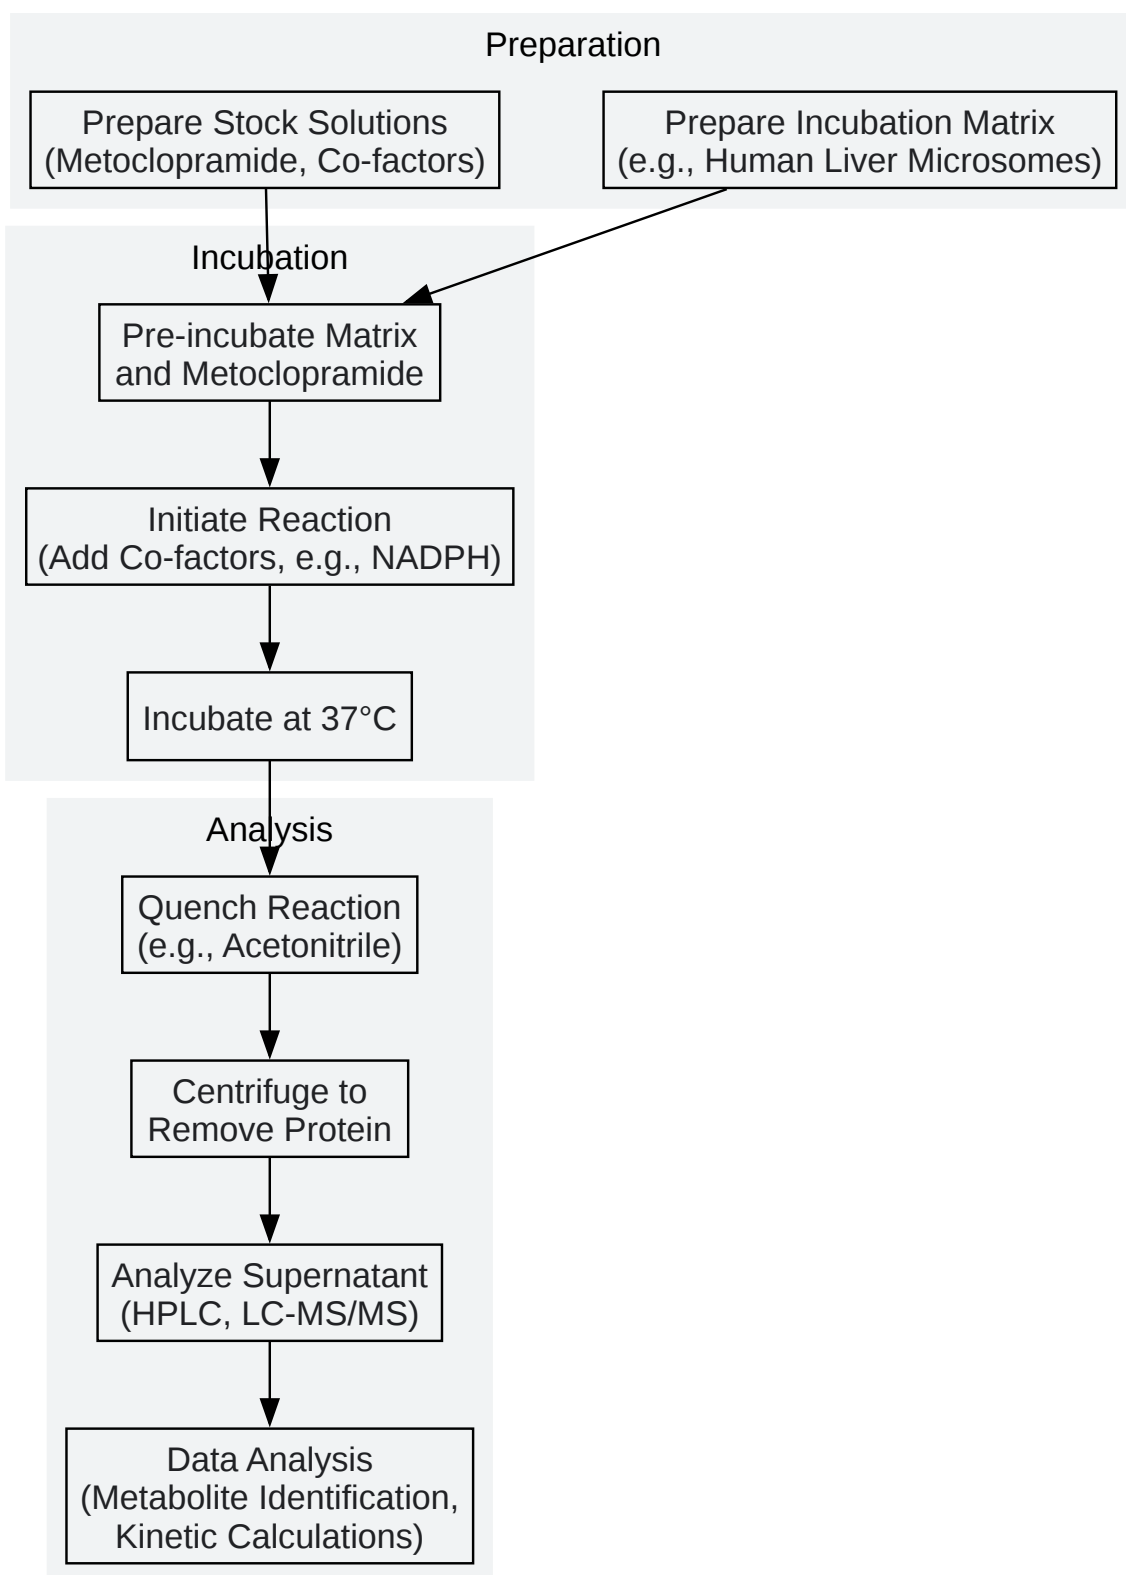 Preparation
Prepare Stock Solutions
(Metoclopramide, Co-factors)
Prepare Incubation Matrix
(e.g., Human Liver Microsomes)
Incubation
Pre-incubate Matrix
and Metoclopramide
Initiate Reaction
(Add Co-factors, e.g., NADPH)
Incubate at 37°C
Analysis
Quench Reaction
(e.g., Acetonitrile)
Centrifuge to
Remove Protein
Analyze Supernatant
(HPLC, LC-MS/MS)
Data Analysis
(Metabolite Identification,
Kinetic Calculations)